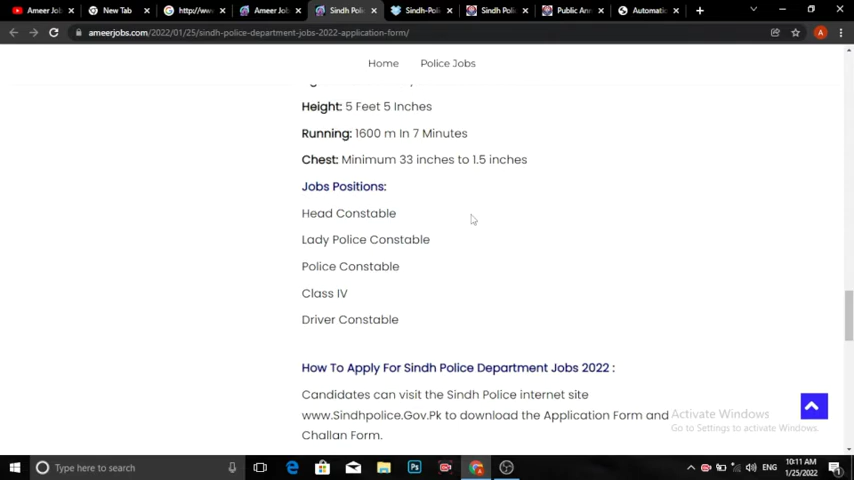 Ameer Job
New Tab
http://ww
Ameer Job
Sindh Polic
Sindh-Poli
Sindh Polic
Public Ann
Automatic
ameerjobs.com/2022/01/25/sindh-police-department-jobs-2022-application-form/
A
Home
Police Jobs
Height: 5 Feet 5 Inches
Running: 1600 m In 7 Minutes
Chest: Minimum 33 inches to 1.5 inches
Jobs Positions:
Head Constable
Lady Police Constable
Police Constable
Class IV
Driver Constable
How To Apply For Sindh Police Department Jobs 2022 :
Candidates can visit the Sindh Police internet site
www.Sindhpolice.Gov.Pk to download the Application Form and
Challan Form.
Activate Windows
Go to Settings to activate Windows.
Type here to search
Ps
ENG
10:11 AM
1/25/2022